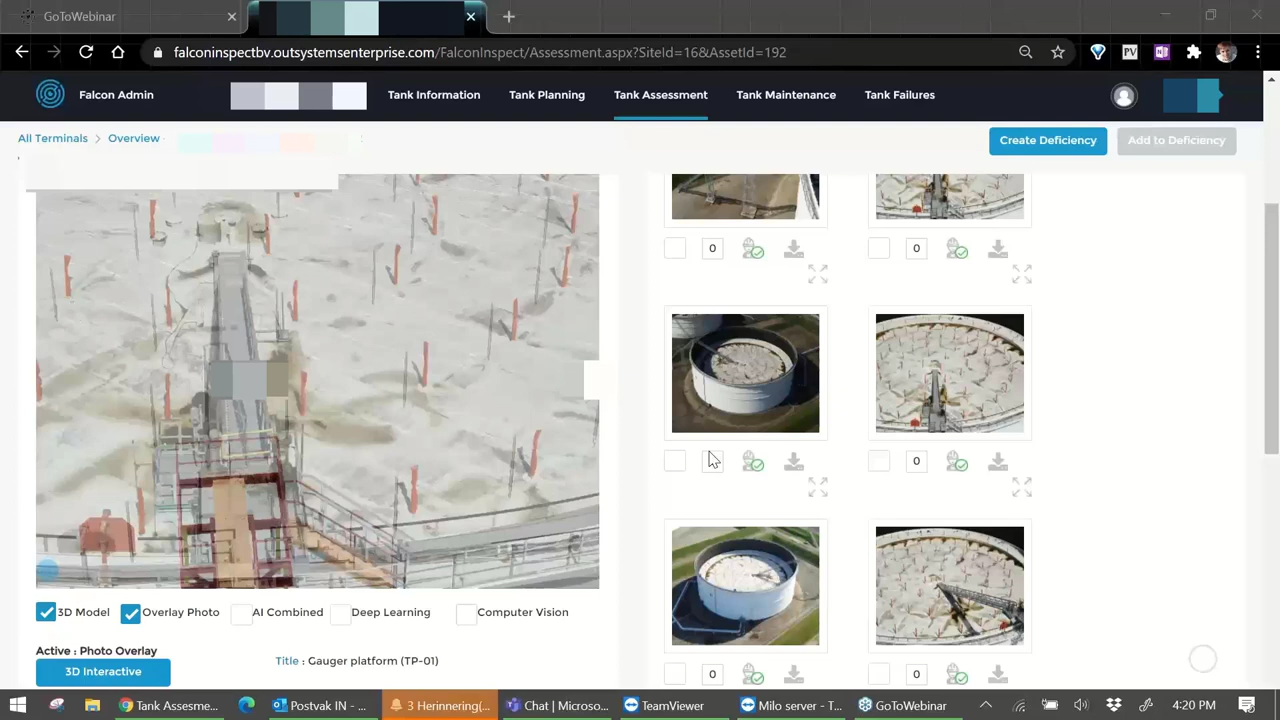 GoToWebinar
falconinspectbv.outsystemsenterprise.com/FalconInspect/Assessment.aspx?SiteId=16&AssetId=192
PV
N
Falcon Admin
Tank Information
Tank Planning
Tank Assessment
Tank Maintenance
Tank Failures
All Terminals > Overview
Create Deficiency
Add to Deficiency
0
0
0
0
0
3D Model
Overlay Photo
AI Combined
Deep Learning
Computer Vision
Active : Photo Overlay
3D Interactive
Title : Gauger platform (TP-01)
Tank Assesme...
Postvak IN - ...
3 Herinnering(...
Chat | Microso...
TeamViewer
Milo server - T...
GoToWebinar
4:20 PM